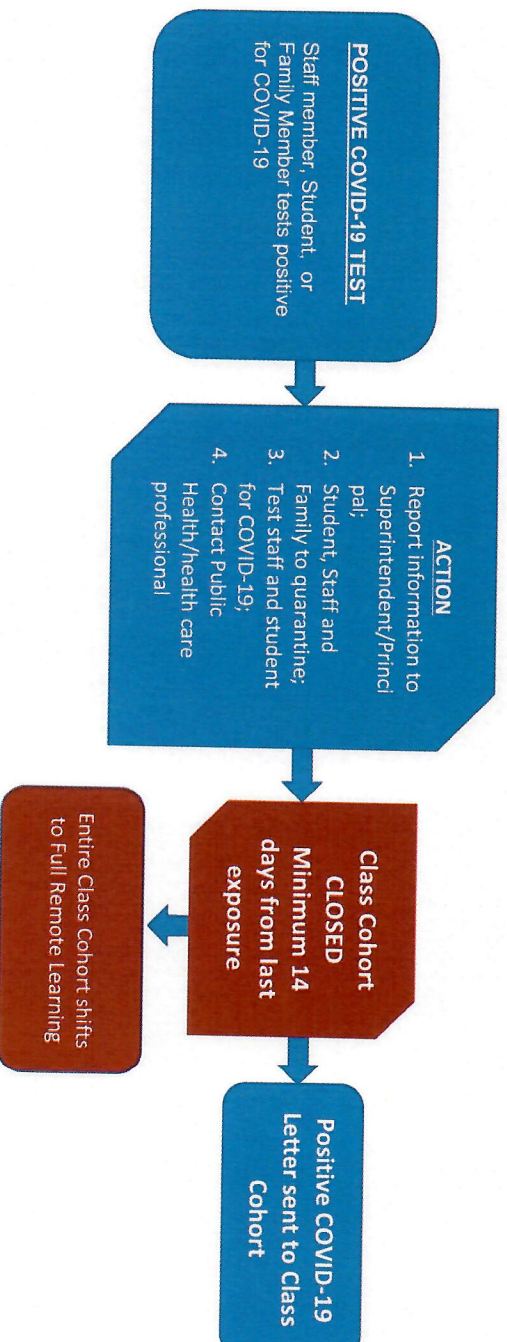 POSITIVE COVID-19 TEST
Staff member, Student, or
Family Member tests positive
for COVID-19
ACTION
1. Report information to
Superintendent/Princi
pal;
2. Student, Staff and
Family to quarantine;
3. Test staff and student
for COVID-19;
4. Contact Public
Health/health care
professional
Class Cohort
CLOSED
Minimum 14
days from last
exposure
Entire Class Cohort shifts
to Full Remote Learning
Positive COVID-19
Letter sent to Class
Cohort